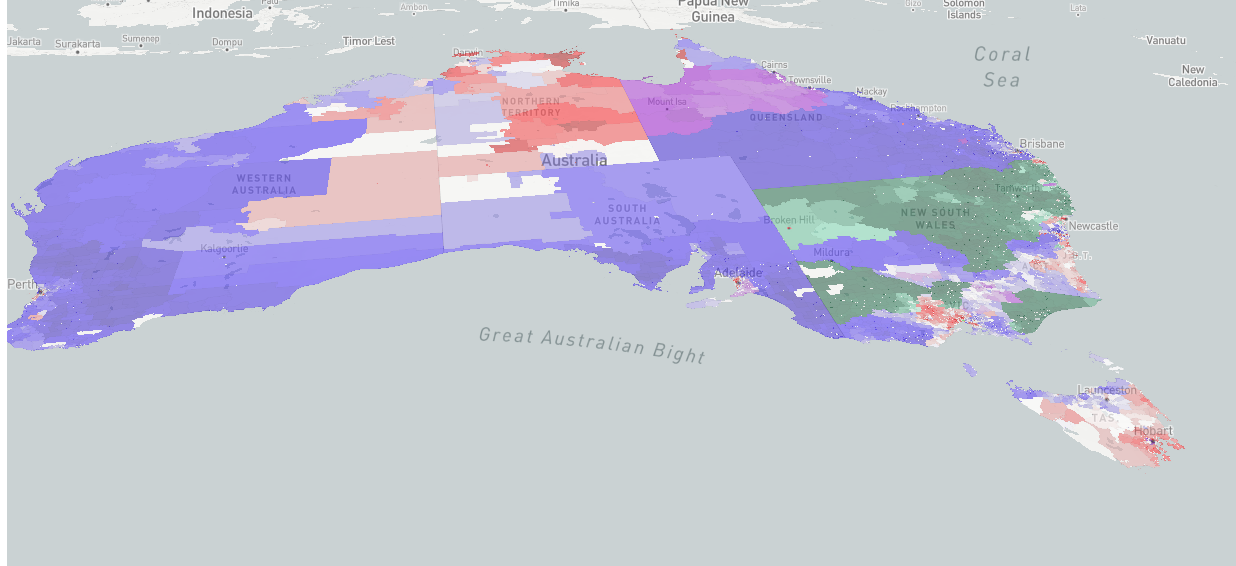 Indonesia
Palu
Ambon
Timika
Papua New
Guinea
Gizo
Solomon
Islands
Lata
Jakarta
Surakarta
Sumenep
Dompu
Timor Lest
Darwin
Coral
Sea
Vanuatu
New
Caledonia
Cairns
Townsville
Mackay
Rockhampton
NORTHERN
TERRITORY
Mount Isa
QUEENSLAND
Brisbane
Australia
WESTERN
AUSTRALIA
SOUTH
AUSTRALIA
NEW SOUTH
WALES
Broken Hill
Newcastle
Kalgoorlie
Mildura
Perth
Adelaide
Great Australian Bight
Launceston
TAS.
Hobart